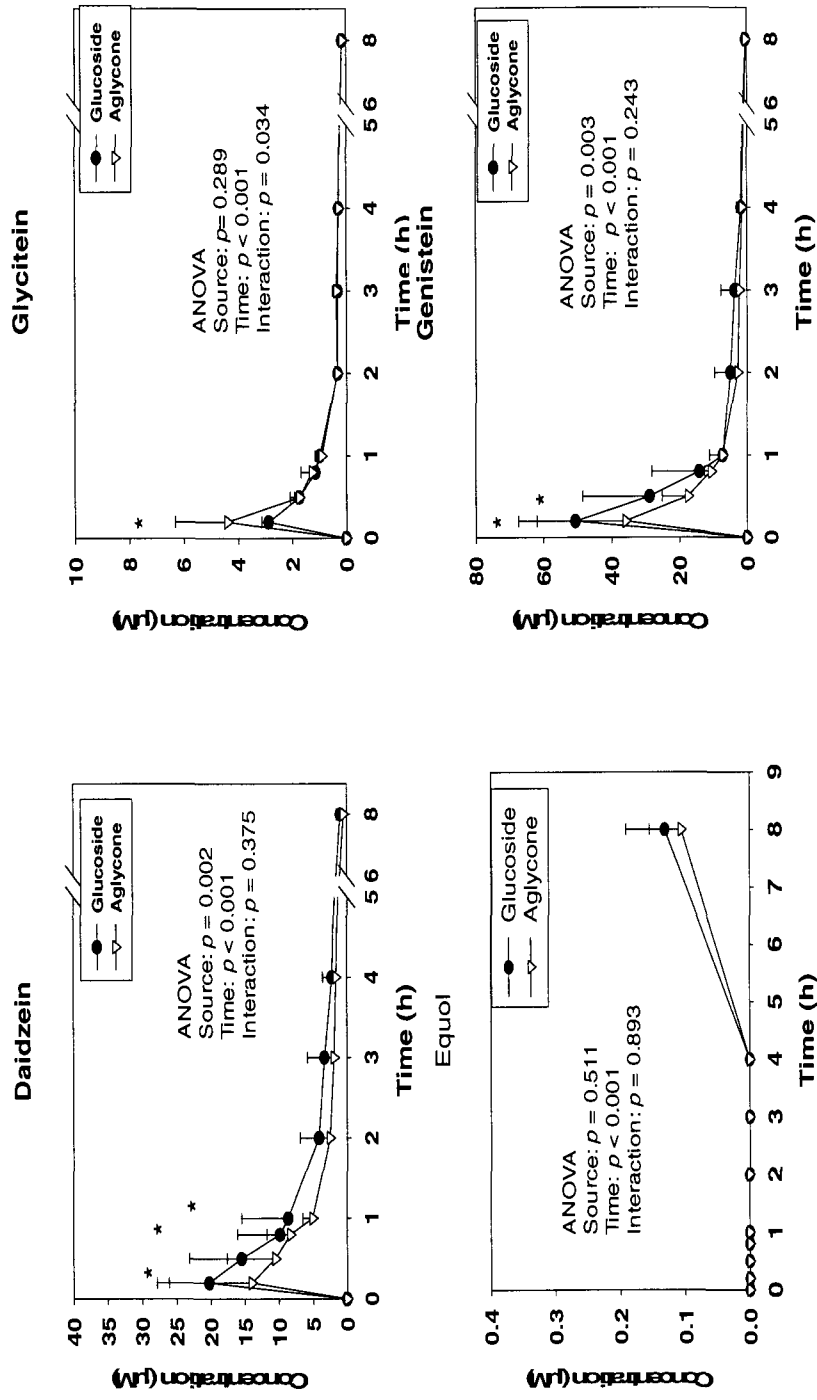 Daidzein
Concentration (μM)
40
35
30
25
20
15
10
5
0
Glucoside
Aglycone
ANOVA
Source: p = 0.002
Time: p < 0.001
Interaction: p = 0.375
*
*
*
0 1 2 3 4 5 6 8
Time (h)
Glycitein
Concentration (μM)
10
8
6
4
2
0
Glucoside
Aglycone
ANOVA
Source: p= 0.289
Time: p < 0.001
Interaction: p = 0.034
*
0 1 2 3 4 5 6 8
Time (h)
Equol
Concentration (μM)
0.4
0.3
0.2
0.1
0.0
Glucoside
Aglycone
ANOVA
Source: p = 0.511
Time: p < 0.001
Interaction: p = 0.893
0 1 2 3 4 5 6 7 8 9
Time (h)
Genistein
Concentration (μM)
80
60
40
20
0
Glucoside
Aglycone
ANOVA
Source: p = 0.003
Time: p < 0.001
Interaction: p = 0.243
*
*
0 1 2 3 4 5 6 8
Time (h)